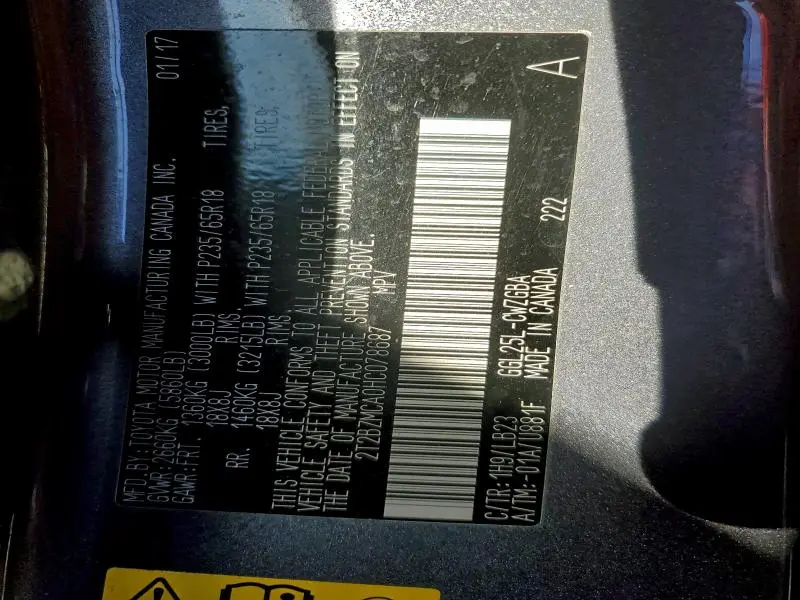 MFD.BY:TOYOTA MOTOR MANUFACTURING CANADA INC. 01/17
GVWR:2660KG (5860LB)
GAWR:FRT. 1360KG (3000LB) WITH P235/65R18 TIRES,
18X8J RIMS.
RR. 1460KG (3215LB) WITH P235/65R18 TIRES,
18X8J RIMS.
THIS VEHICLE CONFORMS TO ALL APPLICABLE FEDERAL
VEHICLE SAFETY AND THEFT PREVENTION STANDARDS IN EFFECT ON
THE DATE OF MANUFACTURE SHOWN ABOVE.
2T2BZMCA0HC078687 MPV
C/TR:1H9/LB23 GGL25L-CWZGBA
A/TM:-01A/U881F MADE IN CANADA 222 A